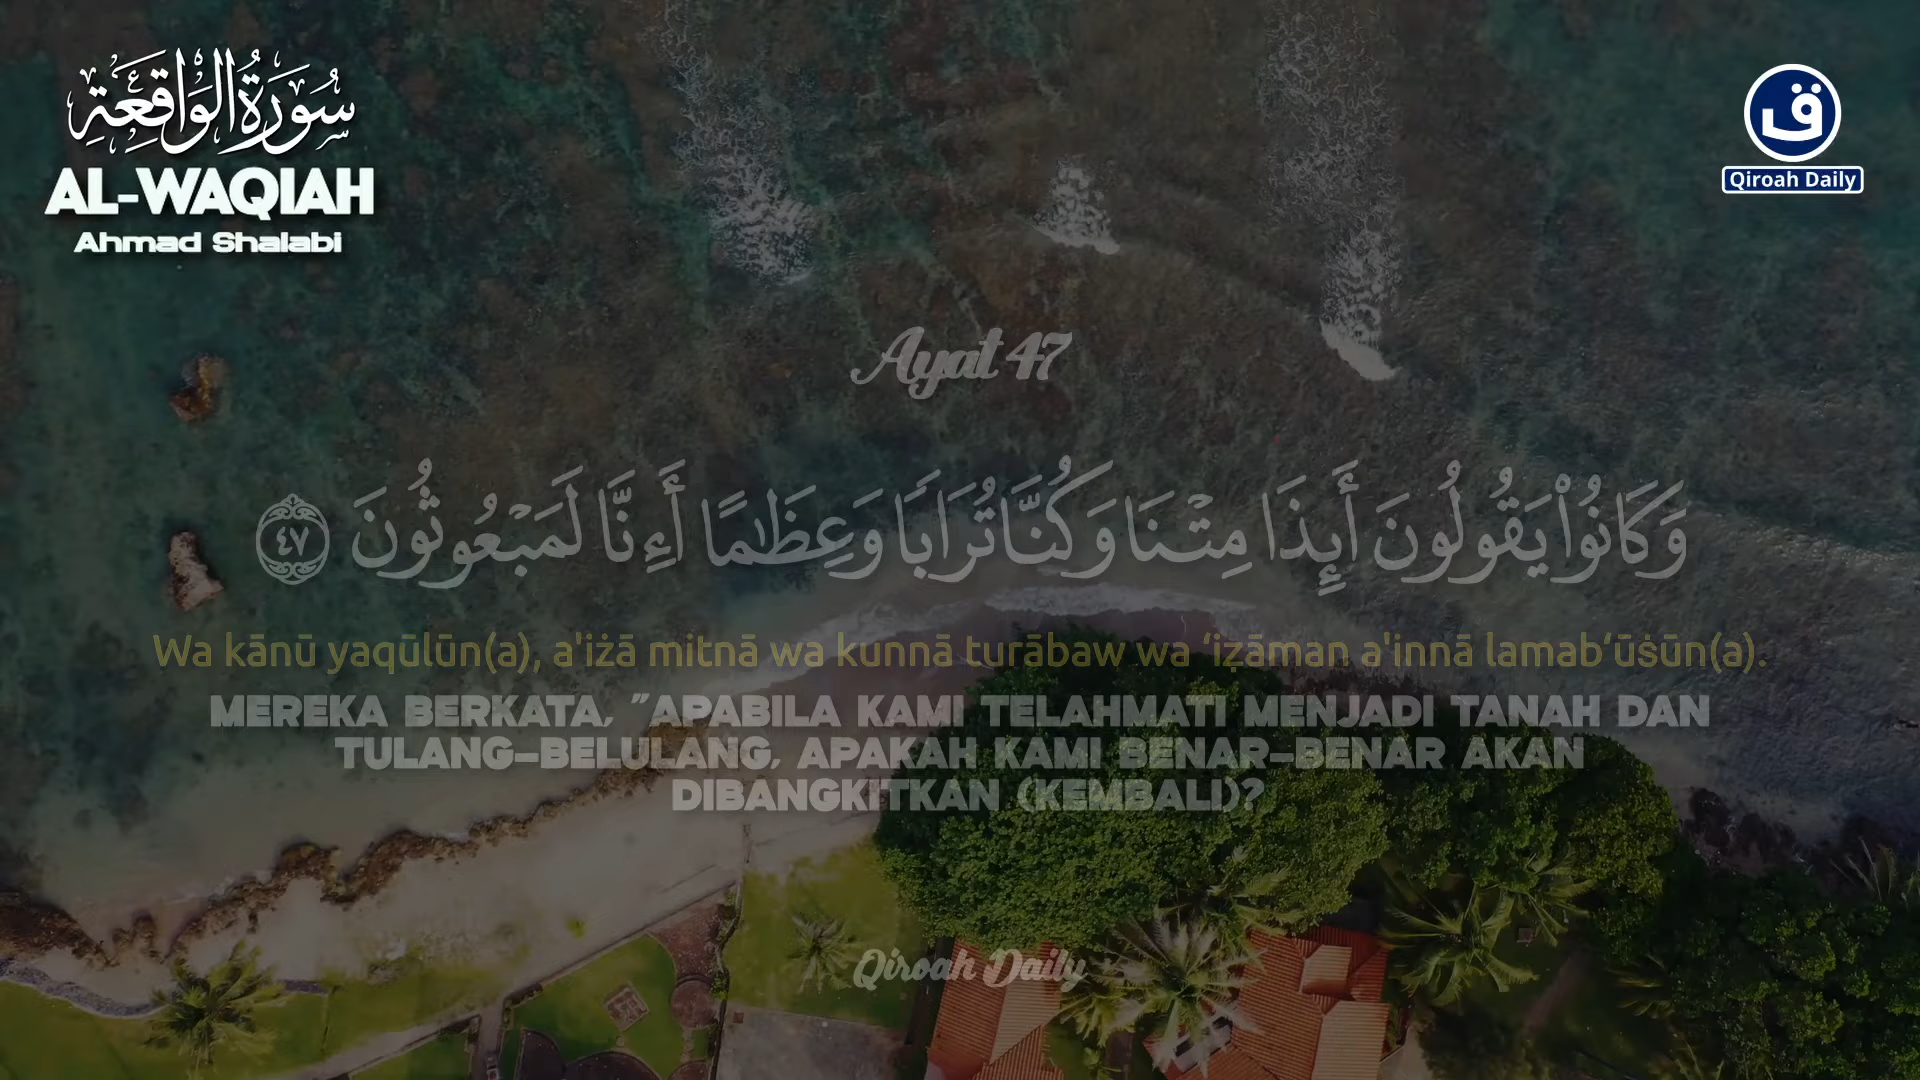 سُورَةُ الْوَاقِعَةِ
AL-WAQIAH
Ahmad Shalabi
ق
Qiroah Daily
Ayat 47
وَكَانُوا۟ يَقُولُونَ أَئِذَا مِتْنَا وَكُنَّا تُرَابًا وَعِظَٰمًا أَءِنَّا لَمَبْعُوثُونَ ٤٧
Wa kānū yaqūlūn(a), a'iżā mitnā wa kunnā turābaw wa ‘iẓāman a'innā lamab‘ūṡūn(a).
MEREKA BERKATA, "APABILA KAMI TELAHMATI MENJADI TANAH DAN
TULANG-BELULANG, APAKAH KAMI BENAR-BENAR AKAN
DIBANGKITKAN (KEMBALI)?
Qiroah Daily